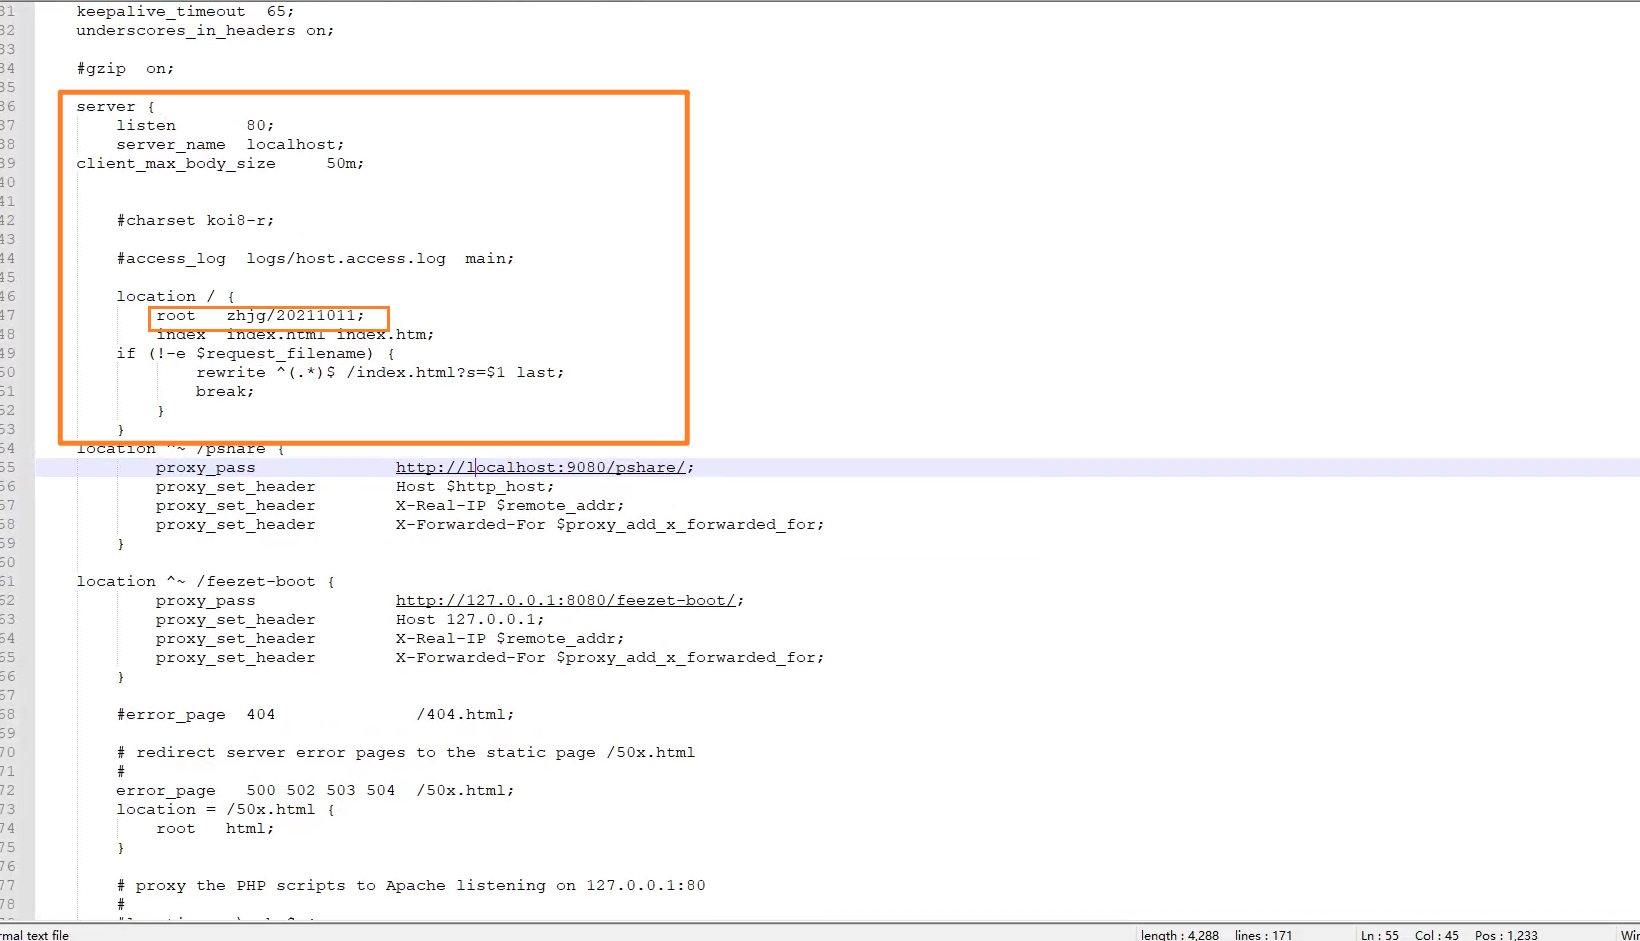 31 keepalive_timeout  65;
32 underscores_in_headers on;
33
34 #gzip  on;
35
36 server {
37 listen       80;
38 server_name  localhost;
39 client_max_body_size     50m;
40
41
42 #charset koi8-r;
43
44 #access_log  logs/host.access.log  main;
45
46 location / {
47 root   zhjg/20211011;
48 index  index.html index.htm;
49 if (!-e $request_filename) {
50 rewrite ^(.*)$ /index.html?s=$1 last;
51 break;
52 }
53 }
54 location ^~ /pshare {
55 proxy_pass              http://localhost:9080/pshare/;
56 proxy_set_header        Host $http_host;
57 proxy_set_header        X-Real-IP $remote_addr;
58 proxy_set_header        X-Forwarded-For $proxy_add_x_forwarded_for;
59 }
60
61 location ^~ /feezet-boot {
62 proxy_pass              http://127.0.0.1:8080/feezet-boot/;
63 proxy_set_header        Host 127.0.0.1;
64 proxy_set_header        X-Real-IP $remote_addr;
65 proxy_set_header        X-Forwarded-For $proxy_add_x_forwarded_for;
66 }
67
68 #error_page  404              /404.html;
69
70 # redirect server error pages to the static page /50x.html
71 #
72 error_page   500 502 503 504  /50x.html;
73 location = /50x.html {
74 root   html;
75 }
76
77 # proxy the PHP scripts to Apache listening on 127.0.0.1:80
78 #
rmal text file length : 4,288 lines : 171 Ln : 55 Col : 45 Pos : 1,233 Win